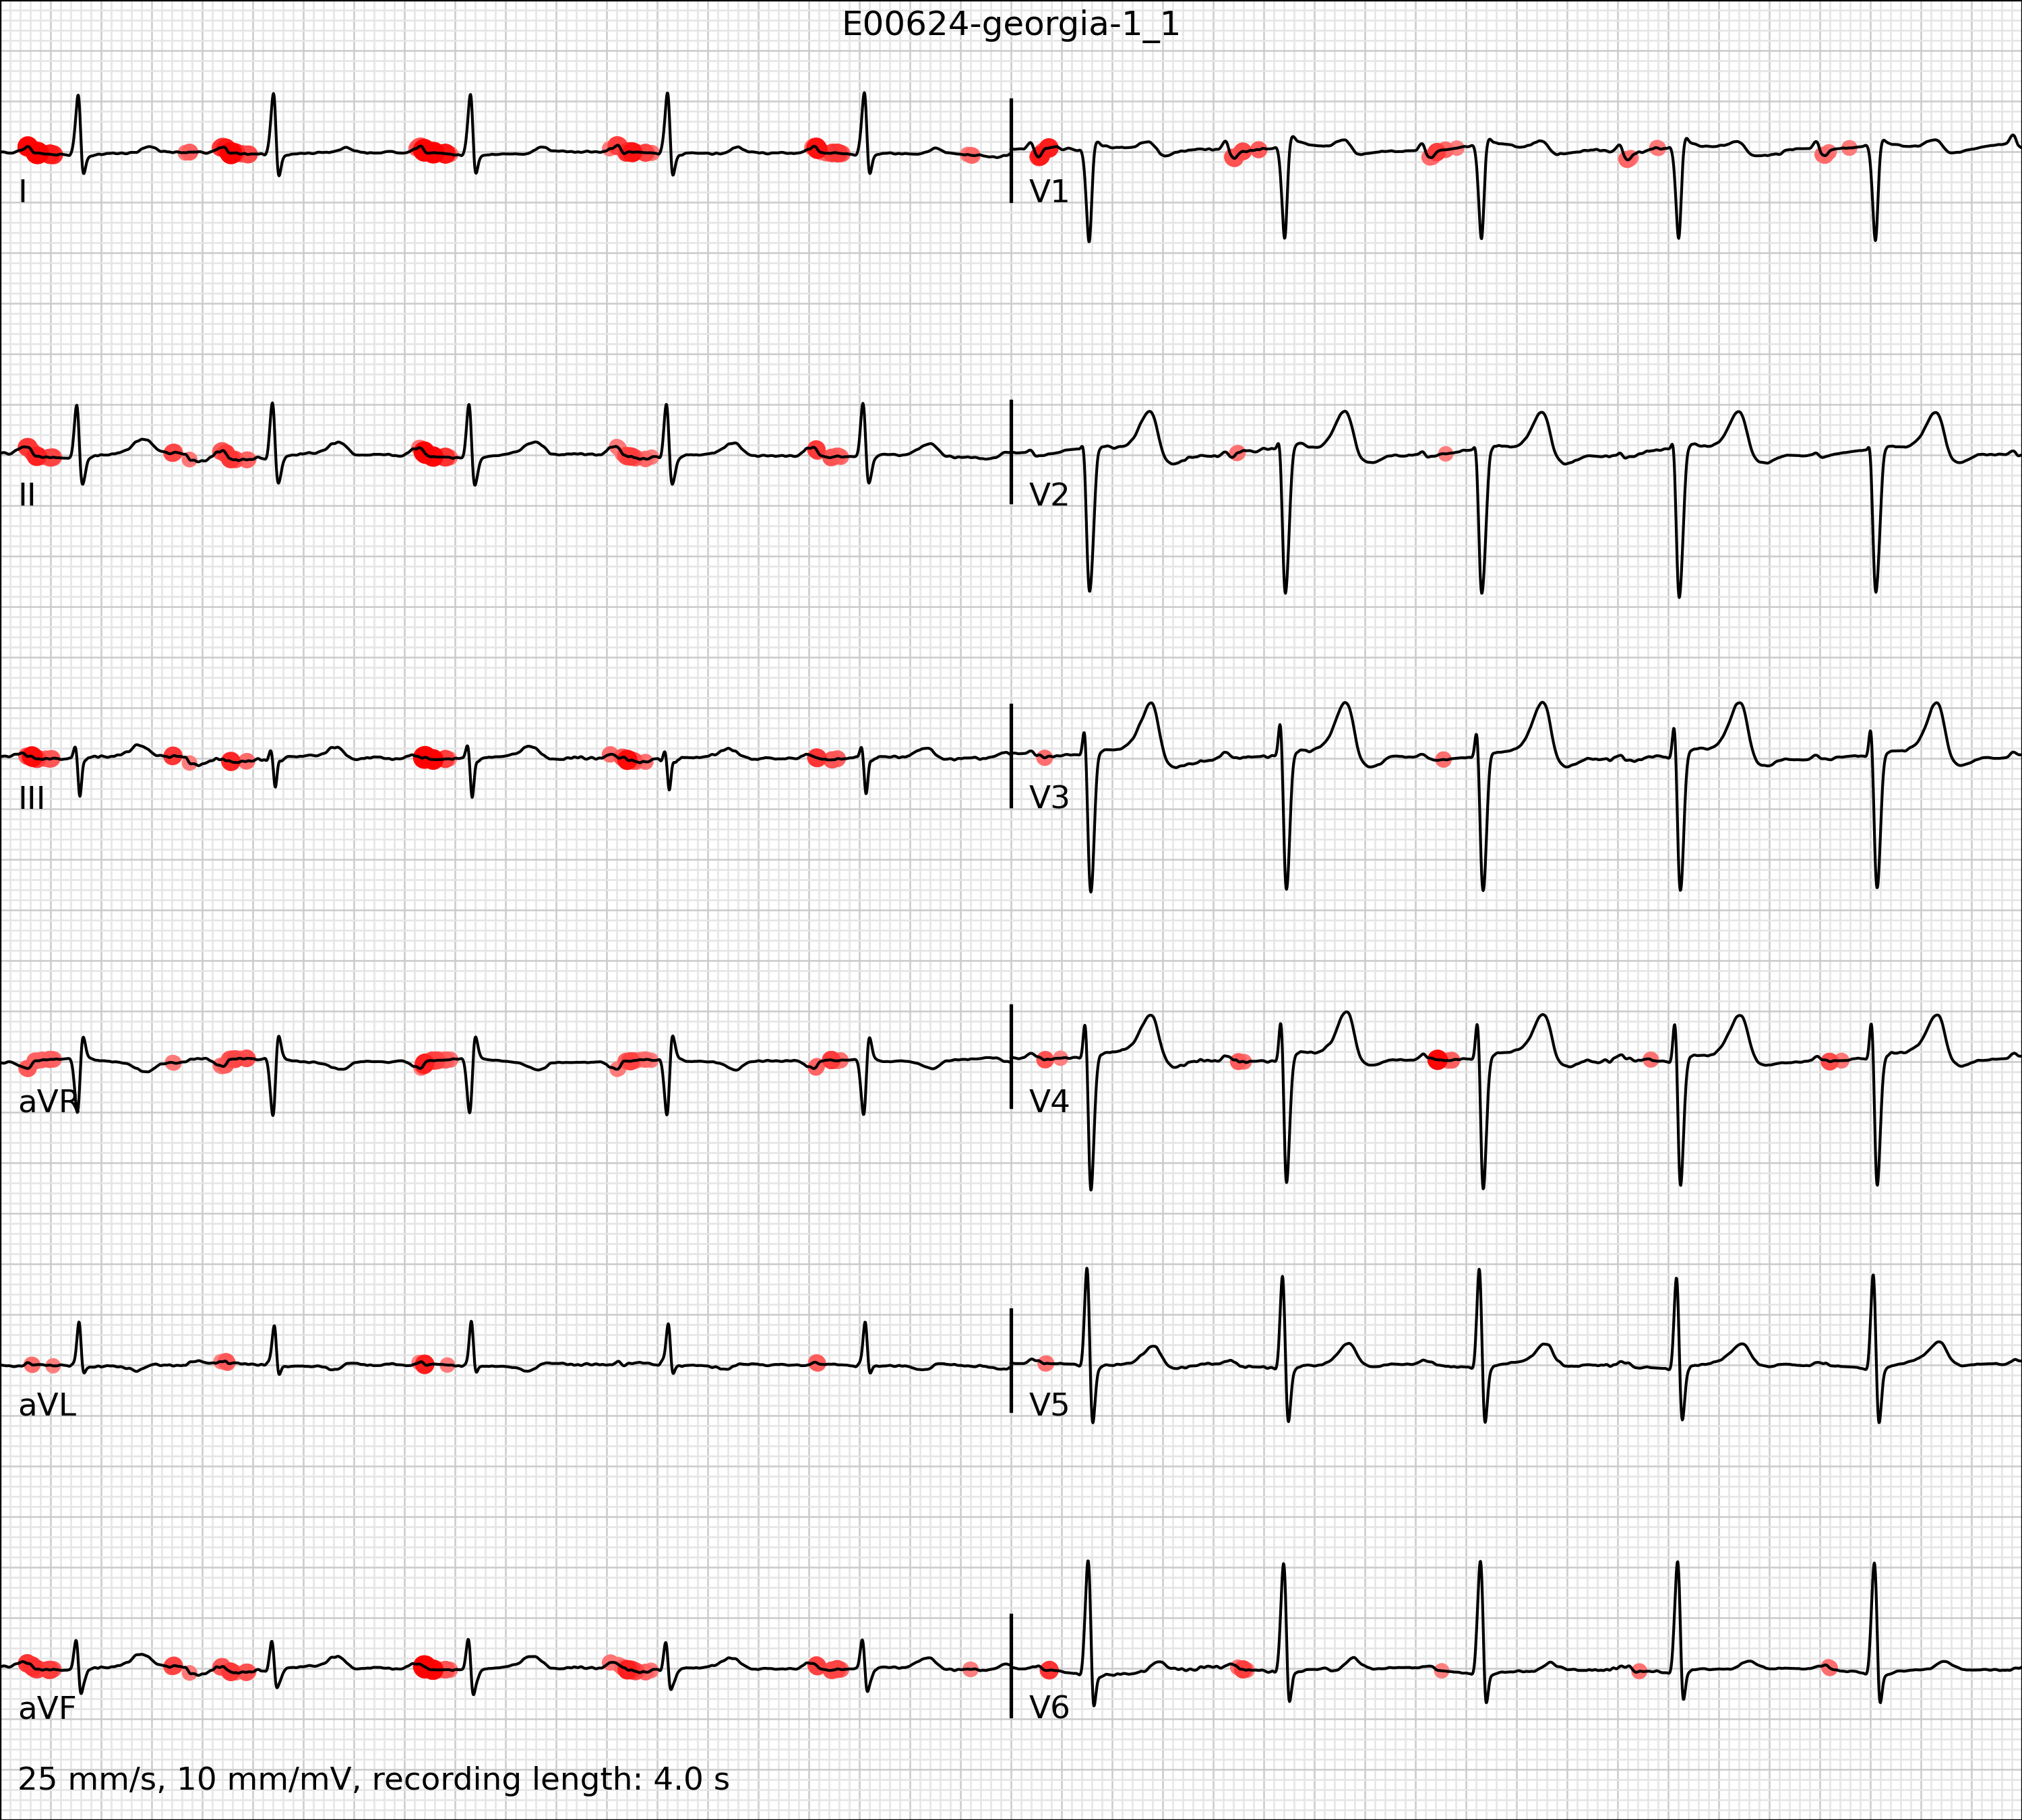 E00624-georgia-1_1
I
V1
II
V2
III
V3
aVR
V4
aVL
V5
aVF
V6
25 mm/s, 10 mm/mV, recording length: 4.0 s